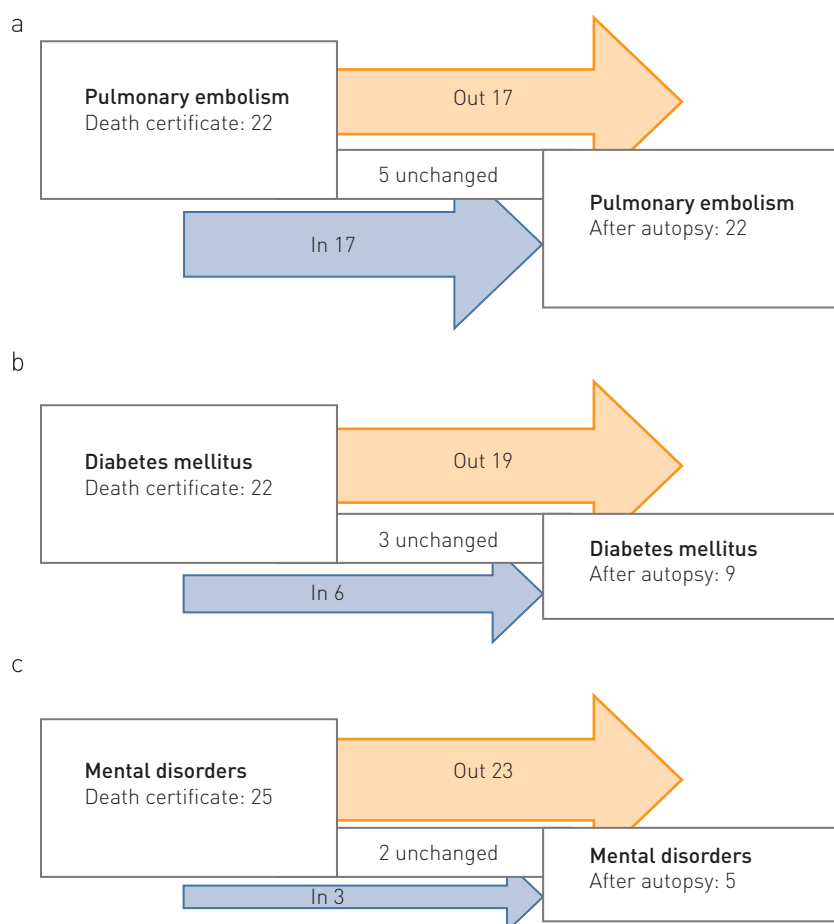 a
Pulmonary embolism
Death certificate: 22
Out 17
5 unchanged
Pulmonary embolism
After autopsy: 22
In 17
b
Diabetes mellitus
Death certificate: 22
Out 19
3 unchanged
Diabetes mellitus
After autopsy: 9
In 6
c
Mental disorders
Death certificate: 25
Out 23
2 unchanged
Mental disorders
After autopsy: 5
In 3